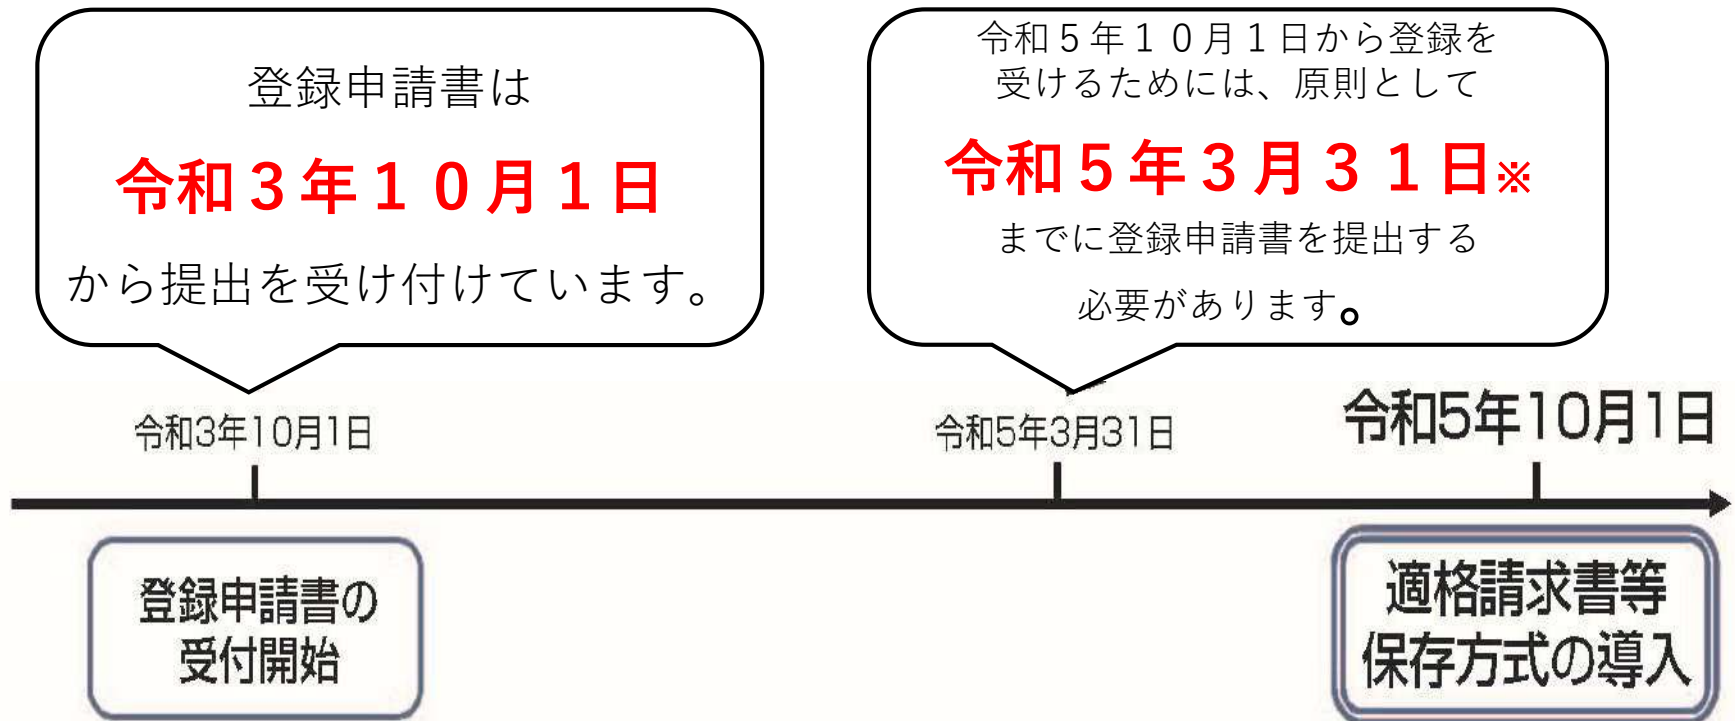 登録申請書は
令和３年１０月１日
から提出を受け付けています。
令和５年１０月１日から登録を
受けるためには、原則として
令和５年３月３１日※
までに登録申請書を提出する
必要があります。
令和3年10月1日
令和5年3月31日
令和5年10月1日
登録申請書の
受付開始
適格請求書等
保存方式の導入